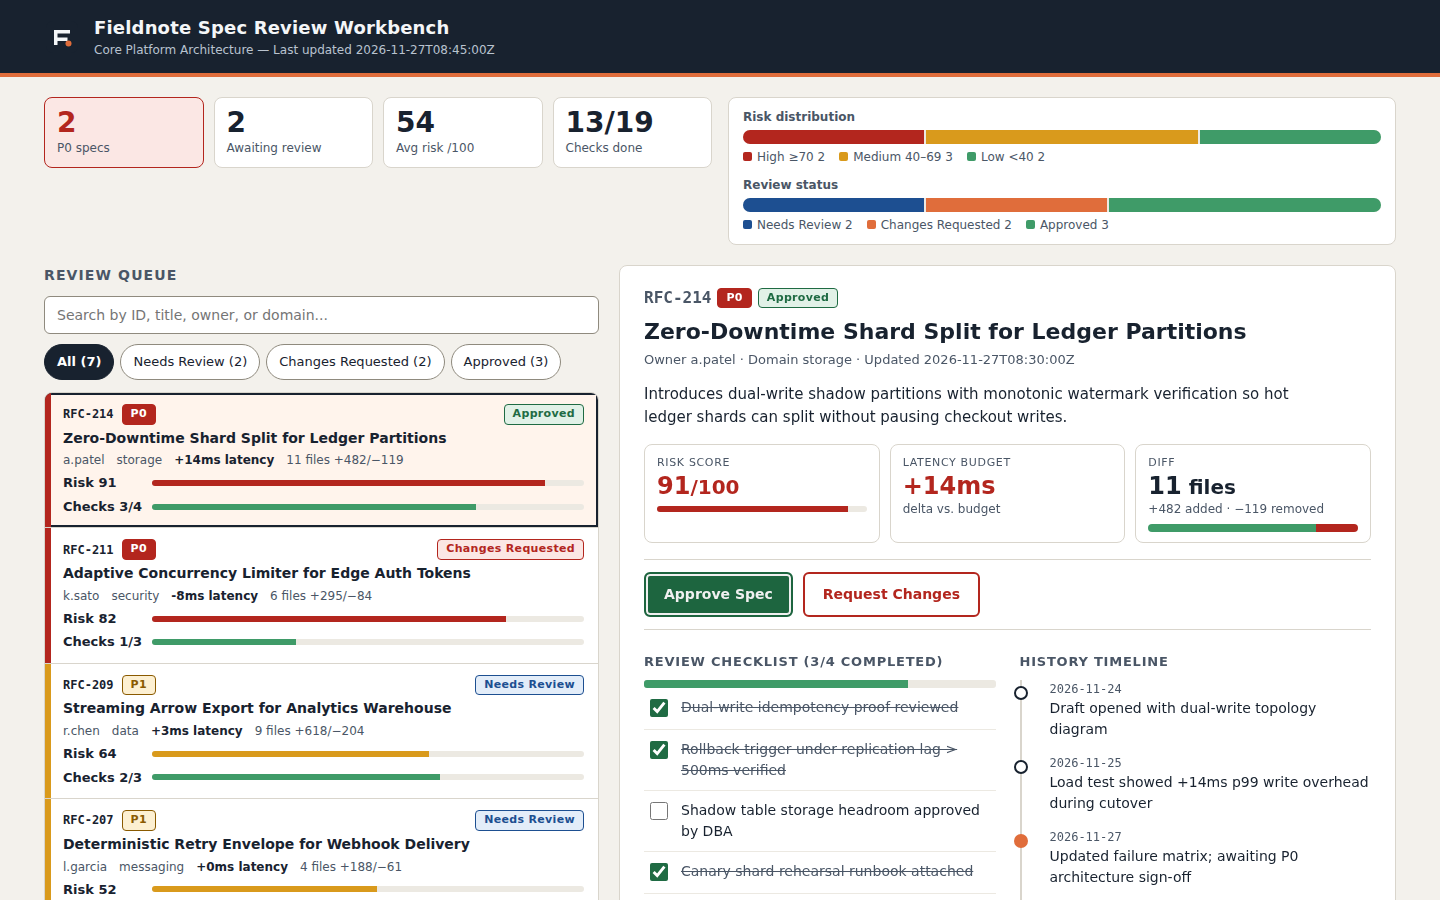 F
Fieldnote Spec Review Workbench
Core Platform Architecture — Last updated 2026-11-27T08:45:00Z
2
P0 specs
2
Awaiting review
54
Avg risk /100
13/19
Checks done
Risk distribution
High ≥70 2 Medium 40–69 3 Low <40 2
Review status
Needs Review 2 Changes Requested 2 Approved 3
REVIEW QUEUE
Search by ID, title, owner, or domain...
All (7) Needs Review (2) Changes Requested (2) Approved (3)
RFC-214 P0 Approved
Zero-Downtime Shard Split for Ledger Partitions
a.patel storage +14ms latency 11 files +482/−119
Risk 91
Checks 3/4
RFC-211 P0 Changes Requested
Adaptive Concurrency Limiter for Edge Auth Tokens
k.sato security -8ms latency 6 files +295/−84
Risk 82
Checks 1/3
RFC-209 P1 Needs Review
Streaming Arrow Export for Analytics Warehouse
r.chen data +3ms latency 9 files +618/−204
Risk 64
Checks 2/3
RFC-207 P1 Needs Review
Deterministic Retry Envelope for Webhook Delivery
l.garcia messaging +0ms latency 4 files +188/−61
Risk 52
RFC-214 P0 Approved
Zero-Downtime Shard Split for Ledger Partitions
Owner a.patel · Domain storage · Updated 2026-11-27T08:30:00Z
Introduces dual-write shadow partitions with monotonic watermark verification so hot
ledger shards can split without pausing checkout writes.
RISK SCORE
91/100
LATENCY BUDGET
+14ms
delta vs. budget
DIFF
11 files
+482 added · −119 removed
Approve Spec Request Changes
REVIEW CHECKLIST (3/4 COMPLETED)
Dual-write idempotency proof reviewed
Rollback trigger under replication lag >
500ms verified
Shadow table storage headroom approved
by DBA
Canary shard rehearsal runbook attached
HISTORY TIMELINE
2026-11-24
Draft opened with dual-write topology
diagram
2026-11-25
Load test showed +14ms p99 write overhead
during cutover
2026-11-27
Updated failure matrix; awaiting P0
architecture sign-off